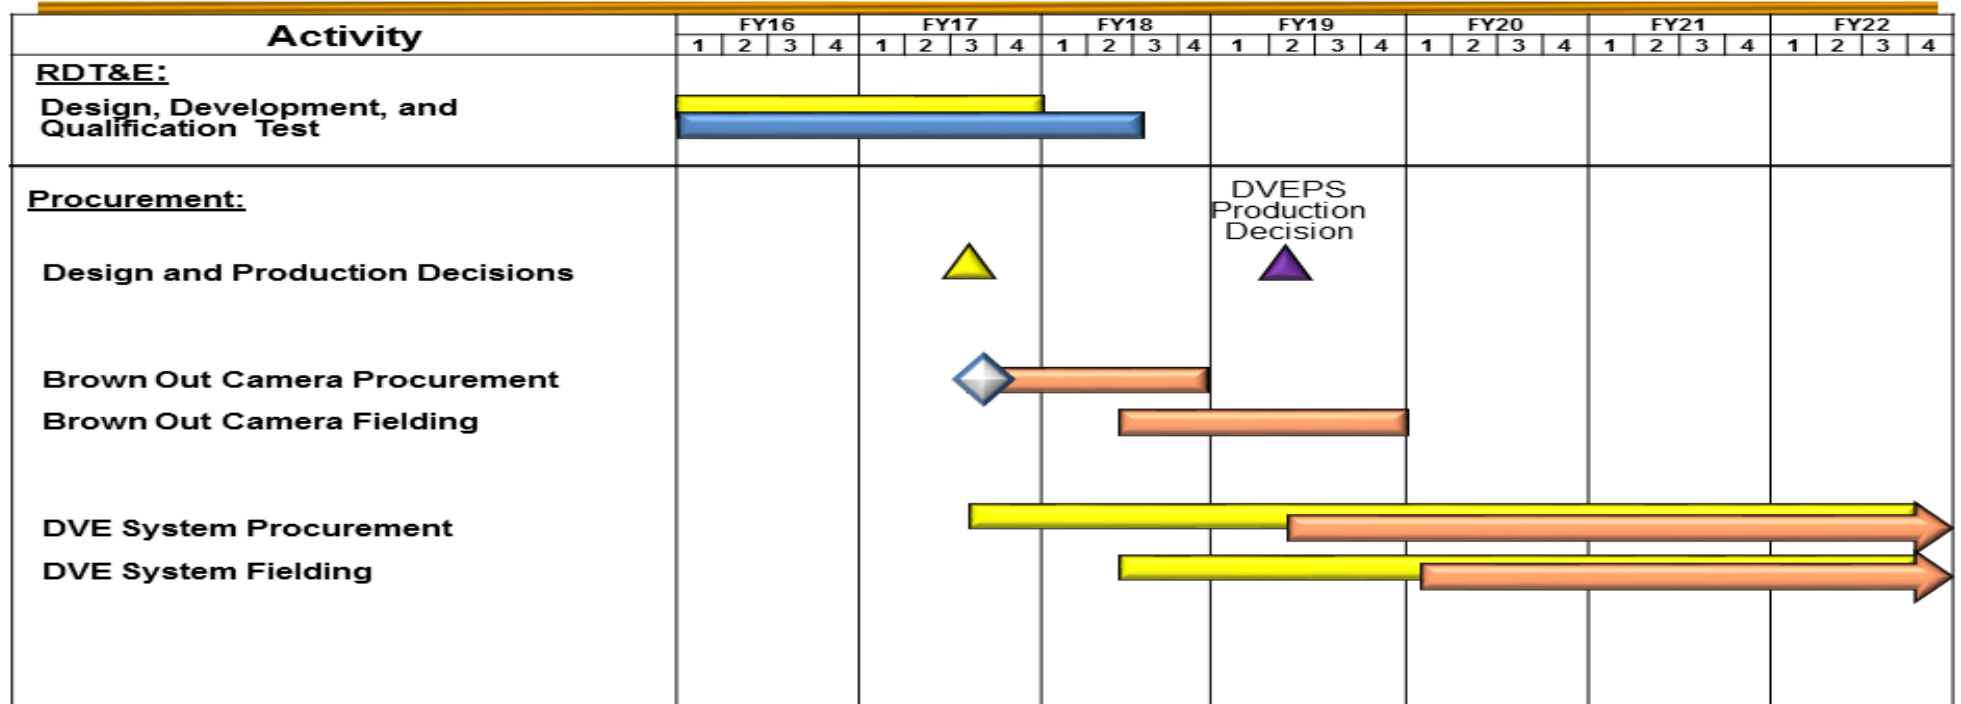 Activity
FY16 FY17 FY18 FY19 FY20 FY21 FY22
1 2 3 4 1 2 3 4 1 2 3 4 1 2 3 4 1 2 3 4 1 2 3 4 1 2 3 4
RDT&E:
Design, Development, and
Qualification Test
Procurement:
DVEPS
Production
Decision
Design and Production Decisions
Brown Out Camera Procurement
Brown Out Camera Fielding
DVE System Procurement
DVE System Fielding